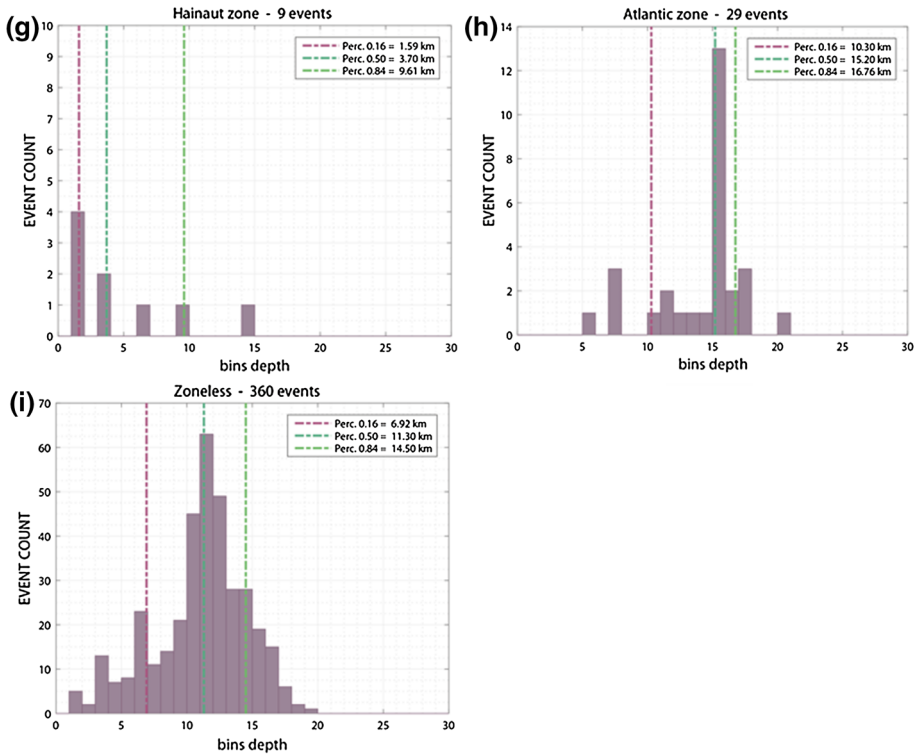 (g)
Hainaut zone - 9 events
Perc. 0.16 = 1.59 km
Perc. 0.50 = 3.70 km
Perc. 0.84 = 9.61 km
EVENT COUNT
10
9
8
7
6
5
4
3
2
1
0
0 5 10 15 20 25 30
bins depth
(h)
Atlantic zone - 29 events
Perc. 0.16 = 10.30 km
Perc. 0.50 = 15.20 km
Perc. 0.84 = 16.76 km
EVENT COUNT
14
12
10
8
6
4
2
0
0 5 10 15 20 25 30
bins depth
(i)
Zoneless - 360 events
Perc. 0.16 = 6.92 km
Perc. 0.50 = 11.30 km
Perc. 0.84 = 14.50 km
EVENT COUNT
70
60
50
40
30
20
10
0
0 5 10 15 20 25 30
bins depth